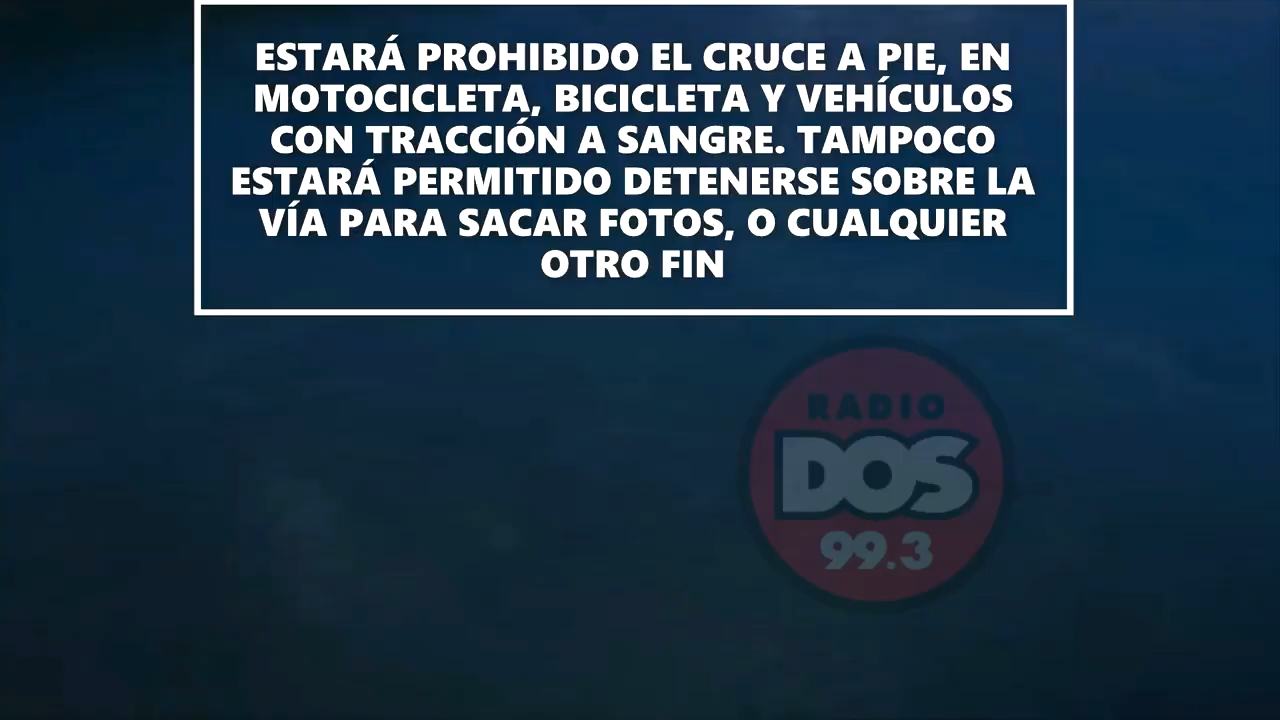 ESTARÁ PROHIBIDO EL CRUCE A PIE, EN
MOTOCICLETA, BICICLETA Y VEHÍCULOS
CON TRACCIÓN A SANGRE. TAMPOCO
ESTARÁ PERMITIDO DETENERSE SOBRE LA
VÍA PARA SACAR FOTOS, O CUALQUIER
OTRO FIN
RADIO
DOS
99.3